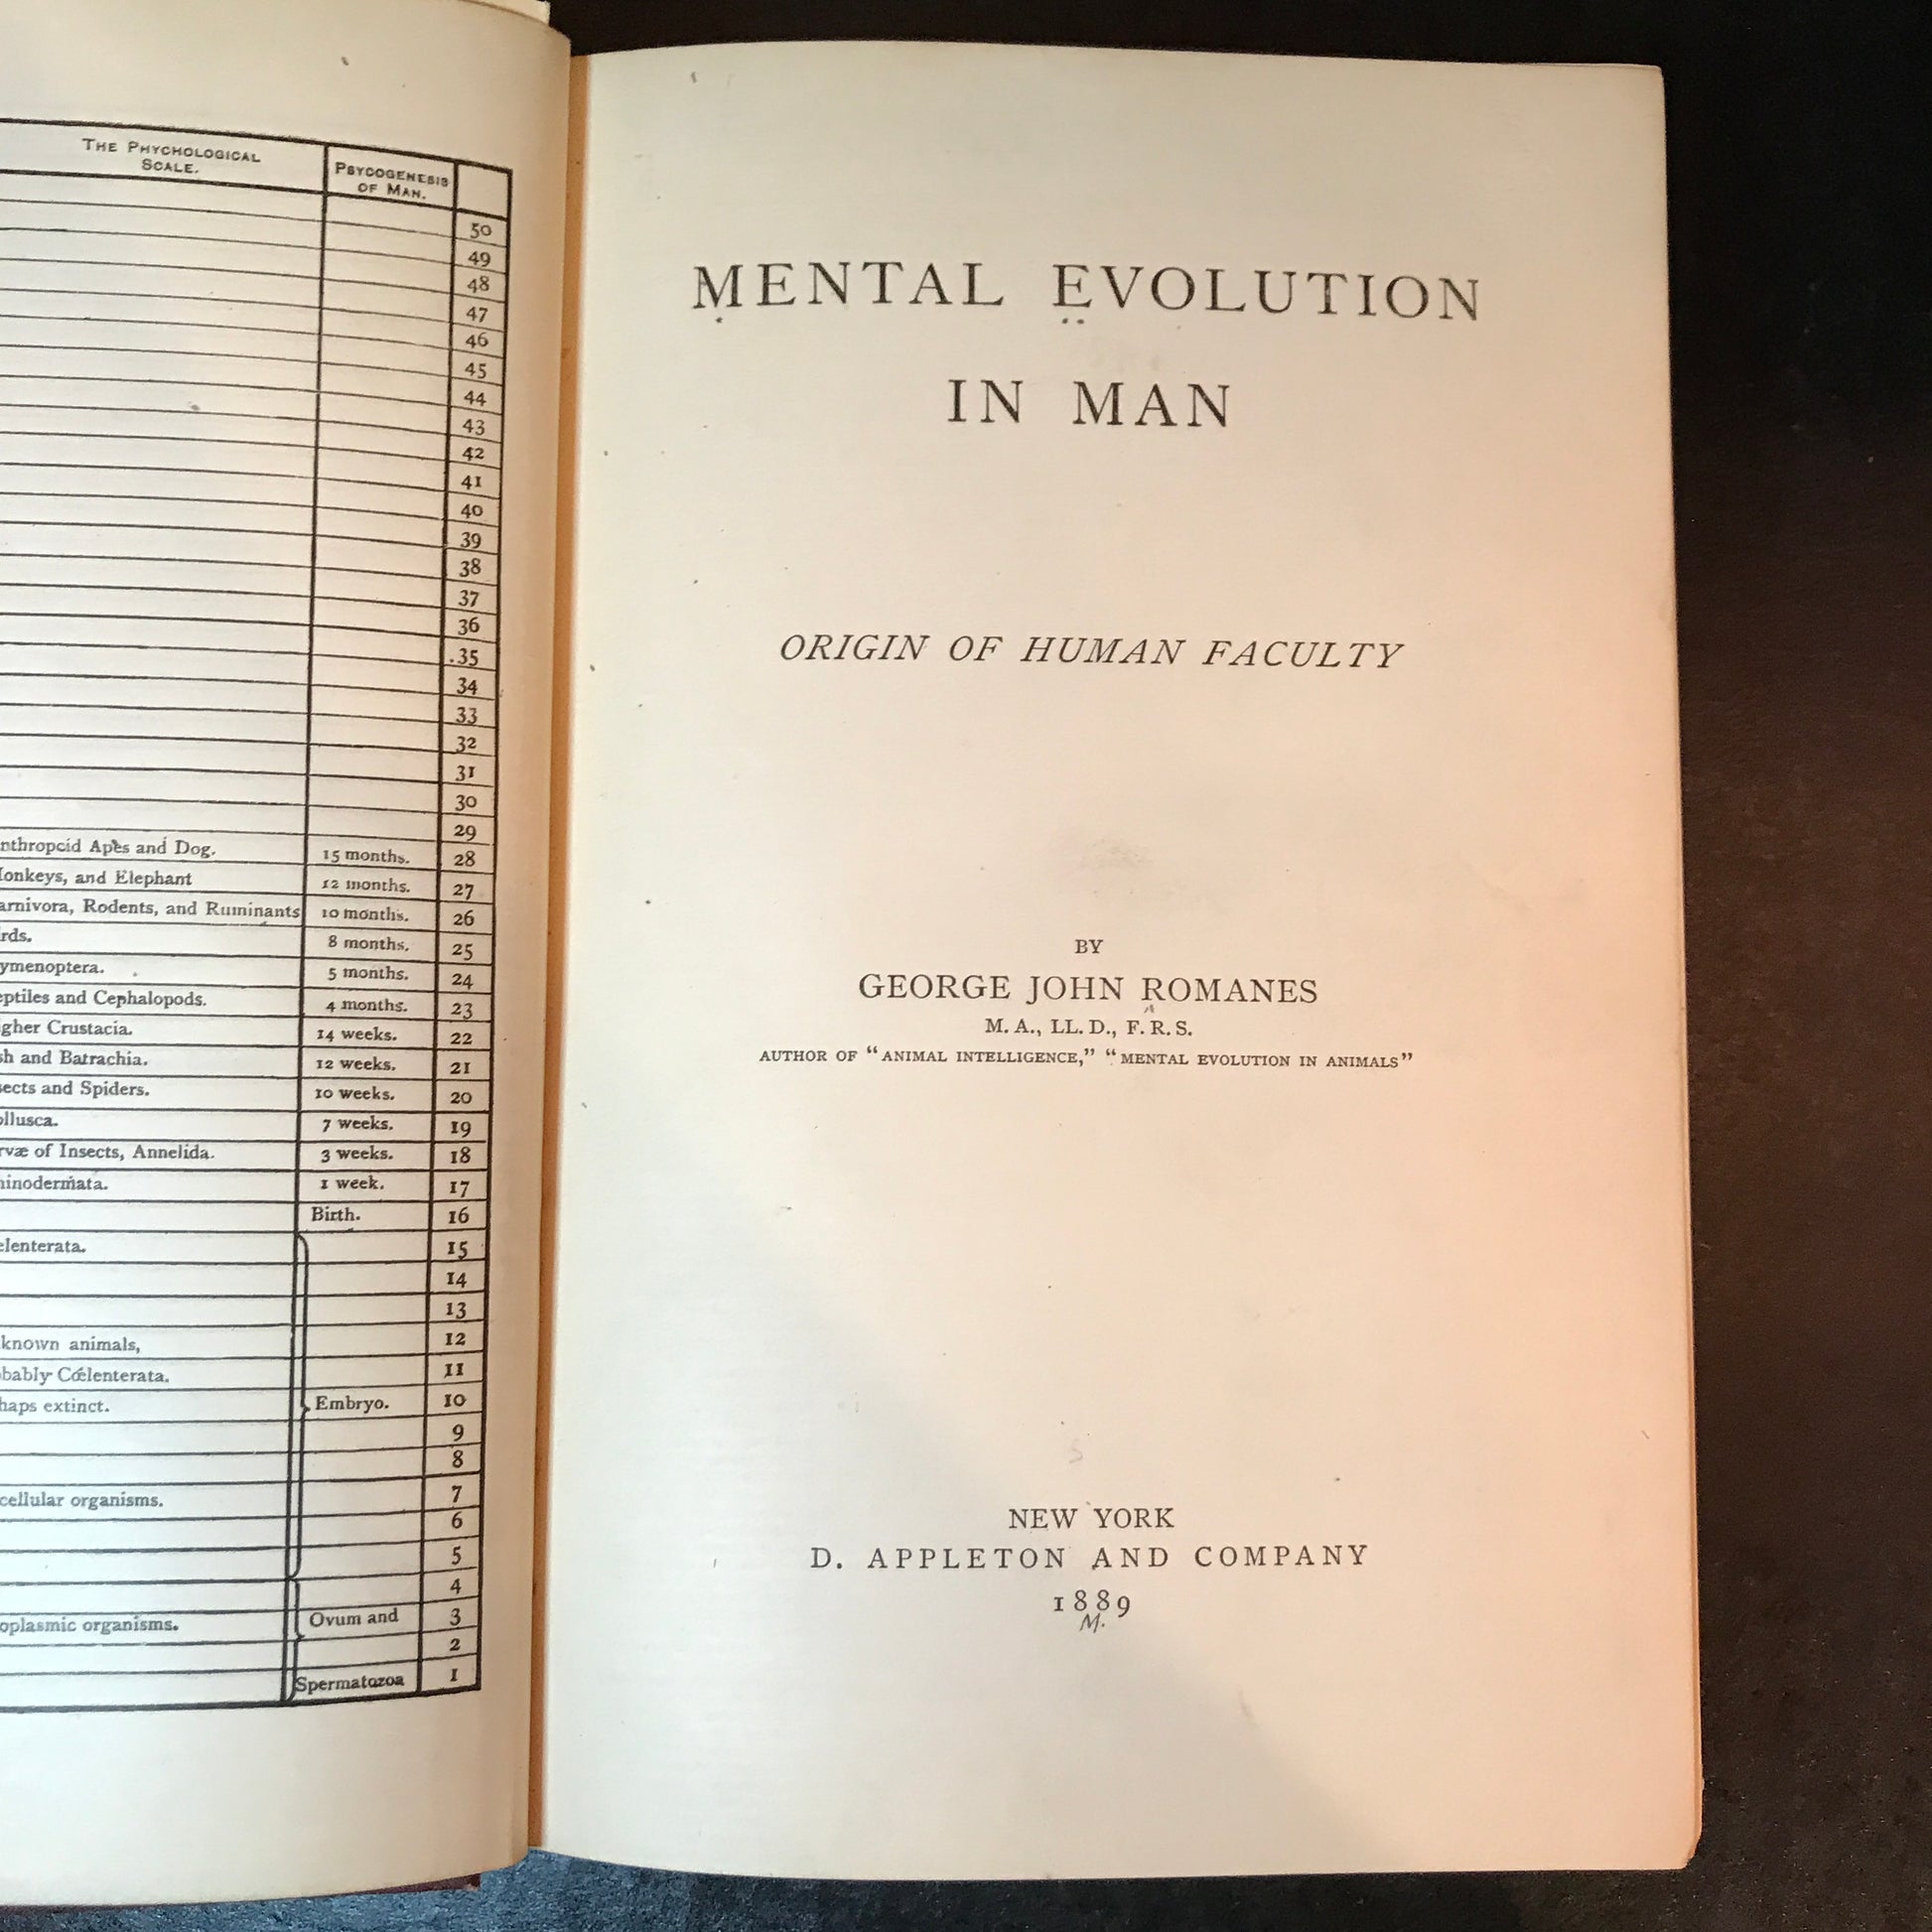 THE PHYCHOLOGICAL
SCALE.
PSYCOGENESIS
OF MAN.
50
49
48
47
46
45
44
43
42
41
40
39
38
37
36
.35
34
33
32
31
30
29
nthropoid Apes and Dog. 15 months. 28
onkeys, and Elephant 12 months. 27
arnivora, Rodents, and Ruminants 10 months. 26
rds. 8 months. 25
ymenoptera. 5 months. 24
eptiles and Cephalopods. 4 months. 23
gher Crustacia. 14 weeks. 22
sh and Batrachia. 12 weeks. 21
sects and Spiders. 10 weeks. 20
ollusca. 7 weeks. 19
rvæ of Insects, Annelida. 3 weeks. 18
hinodermata. 1 week. 17
Birth. 16
elenterata. 15
14
13
known animals, 12
obably Cœlenterata. 11
haps extinct. Embryo. 10
9
8
cellular organisms. 7
6
5
4
oplasmic organisms. Ovum and 3
2
Spermatozoa 1
MENTAL EVOLUTION
IN MAN
ORIGIN OF HUMAN FACULTY
BY
GEORGE JOHN ROMANES
M. A., LL. D., F. R. S.
AUTHOR OF “ANIMAL INTELLIGENCE,” “MENTAL EVOLUTION IN ANIMALS”
NEW YORK
D. APPLETON AND COMPANY
1889
M.